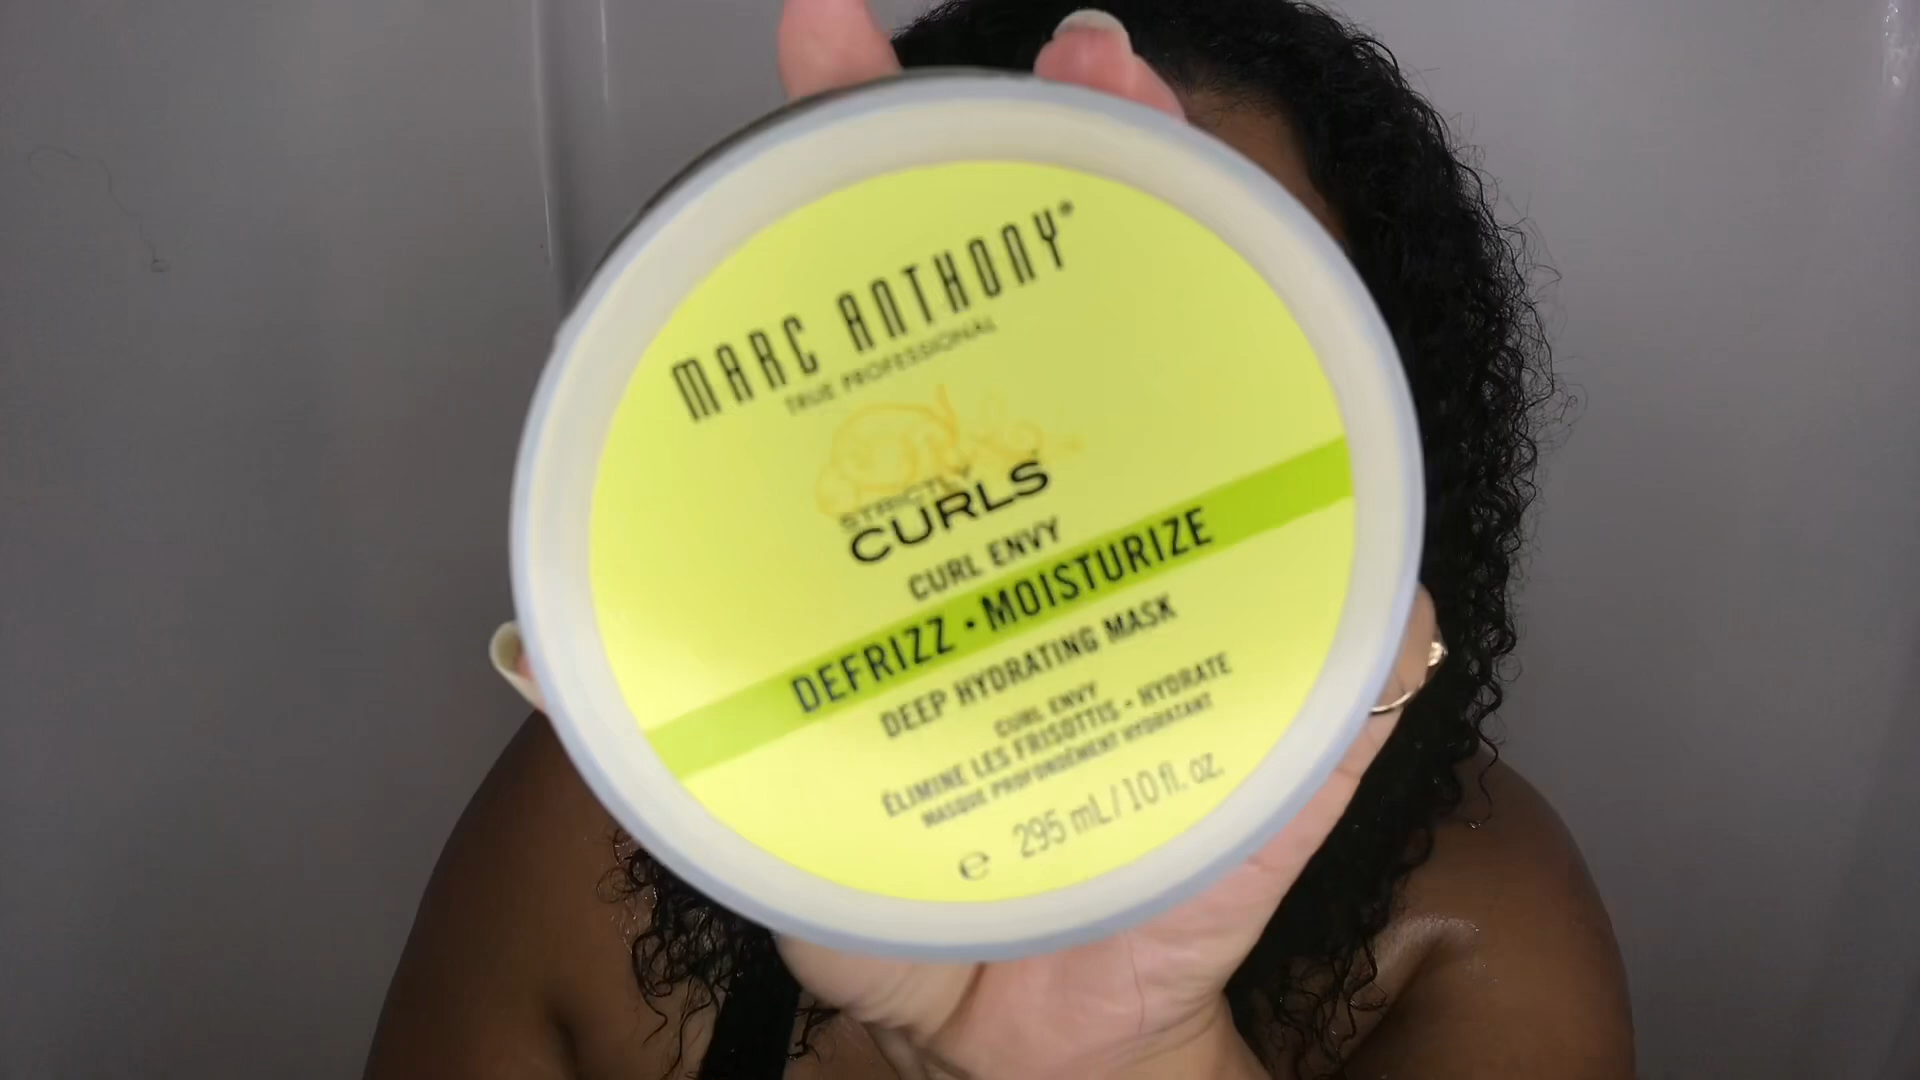 MARC ANTHONY®
TRUE PROFESSIONAL
STRICTLY
CURLS
CURL ENVY
DEFRIZZ • MOISTURIZE
DEEP HYDRATING MASK
CURL ENVY
ÉLIMINE LES FRISOTTIS - HYDRATE
MASQUE PROFONDÉMENT HYDRATANT
e 295 mL/10 fl. oz.